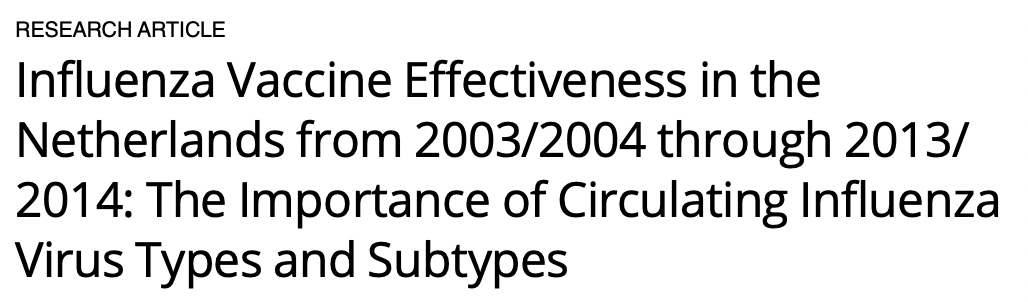 RESEARCH ARTICLE
Influenza Vaccine Effectiveness in the
Netherlands from 2003/2004 through 2013/
2014: The Importance of Circulating Influenza
Virus Types and Subtypes